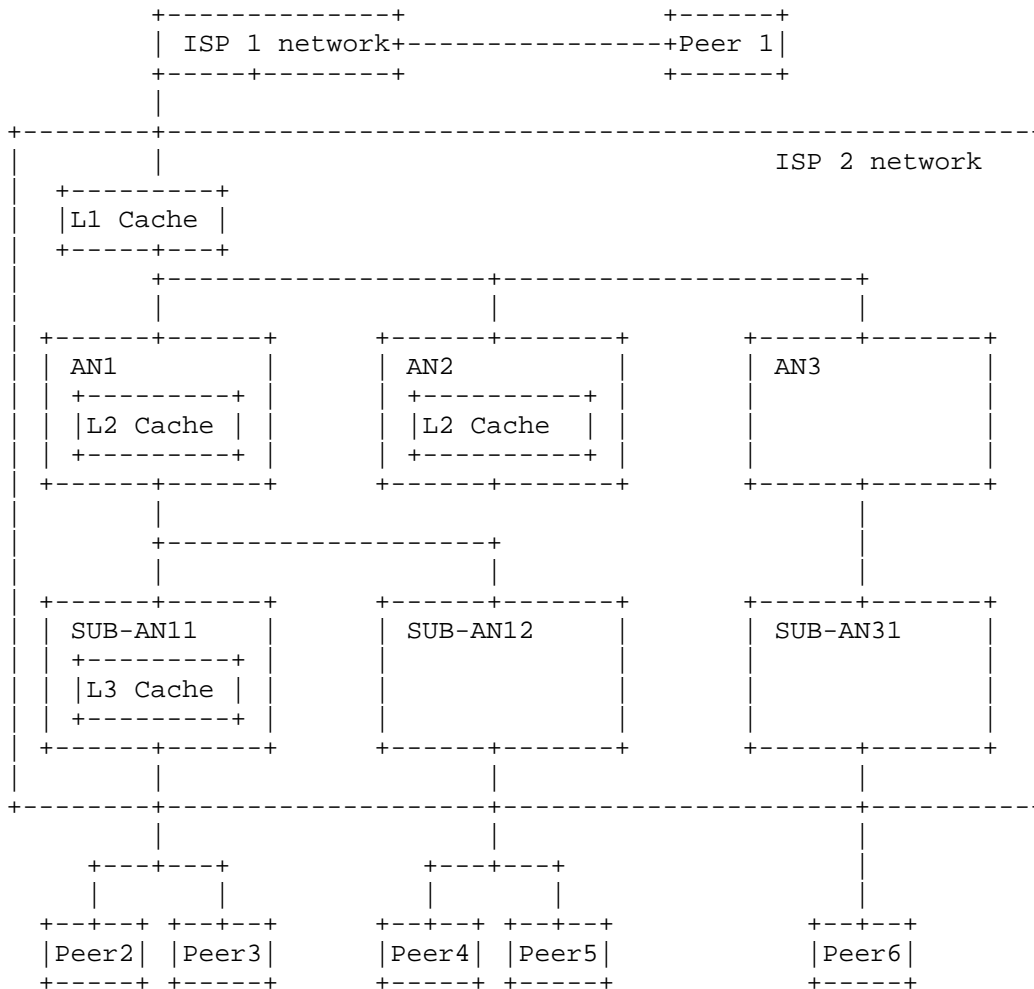 ISP 1 network Peer 1
ISP 2 network
L1 Cache
AN1 AN2 AN3
L2 Cache L2 Cache
SUB-AN11 SUB-AN12 SUB-AN31
L3 Cache
Peer2 Peer3 Peer4 Peer5 Peer6